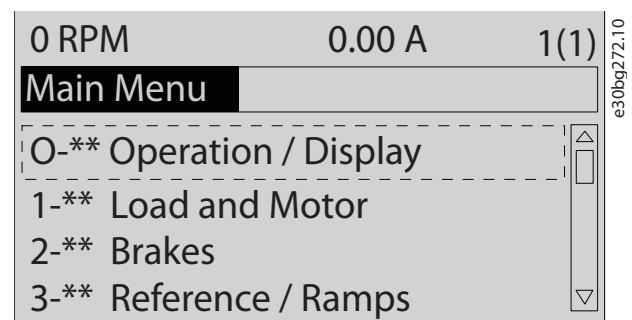 0 RPM 0.00 A 1(1)
Main Menu
O-** Operation / Display
1-** Load and Motor
2-** Brakes
3-** Reference / Ramps
e30bg272.10